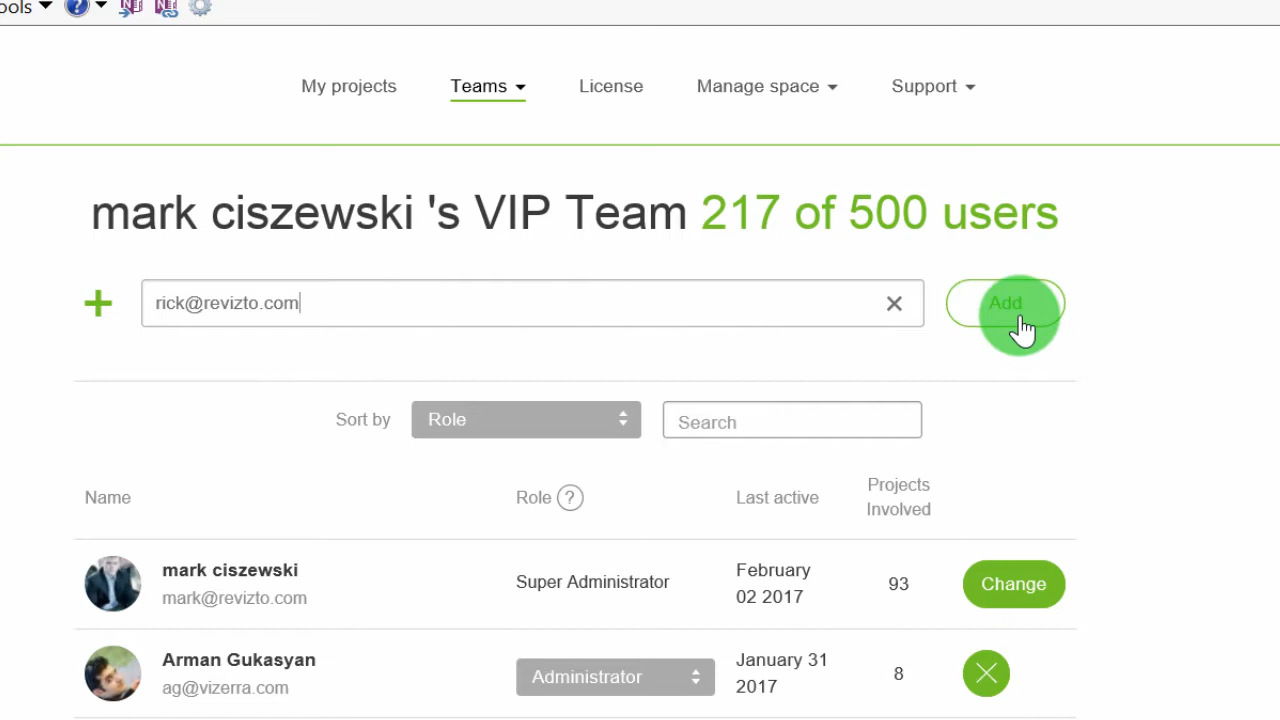 ools
My projects Teams License Manage space Support
mark ciszewski 's VIP Team 217 of 500 users
rick@revizto.com Add
Sort by Role Search
Name Role ? Last active Projects Involved
mark ciszewski
mark@revizto.com
Super Administrator
February
02 2017
93
Change
Arman Gukasyan
ag@vizerra.com
Administrator
January 31
2017
8